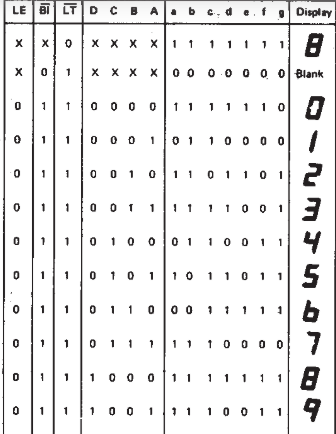 LE BI LT D C B A a b c d e f g Display
X X 0 X X X X 1 1 1 1 1 1 1 8
X 0 1 X X X X 0 0 0 0 0 0 0 Blank
0 1 1 0 0 0 0 1 1 1 1 1 1 0 0
0 1 1 0 0 0 1 0 1 1 0 0 0 0 1
0 1 1 0 0 1 0 1 1 0 1 1 0 1 2
0 1 1 0 0 1 1 1 1 1 1 0 0 1 3
0 1 1 0 1 0 0 0 1 1 0 0 1 1 4
0 1 1 0 1 0 1 1 0 1 1 0 1 1 5
0 1 1 0 1 1 0 0 0 1 1 1 1 1 b
0 1 1 0 1 1 1 1 1 1 0 0 0 0 7
0 1 1 1 0 0 0 1 1 1 1 1 1 1 8
0 1 1 1 0 0 1 1 1 1 0 0 1 1 9